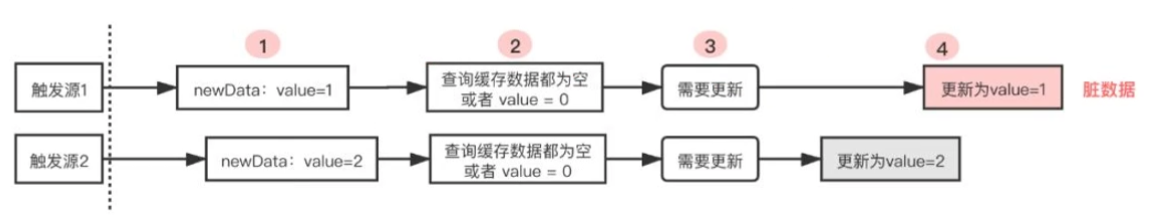 1
2
3
4
触发源1
newData：value=1
查询缓存数据都为空
或者 value = 0
需要更新
更新为value=1
脏数据
触发源2
newData：value=2
查询缓存数据都为空
或者 value = 0
需要更新
更新为value=2